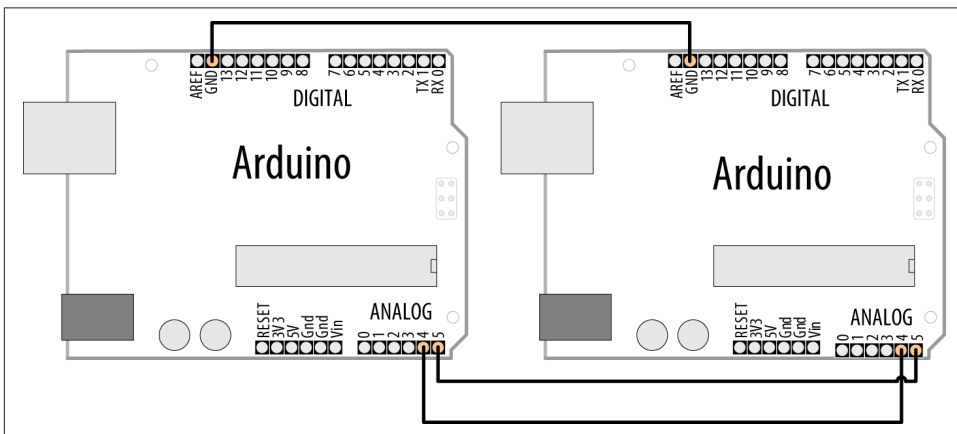 AREF GND 13 12 11 10 9 8 7 6 5 4 3 2 TX 1 RX 0
DIGITAL
Arduino
RESET 3V3 5V Gnd Gnd Vin
ANALOG
0 1 2 3 4 5
AREF GND 13 12 11 10 9 8 7 6 5 4 3 2 TX 1 RX 0
DIGITAL
Arduino
RESET 3V3 5V Gnd Gnd Vin
ANALOG
0 1 2 3 4 5